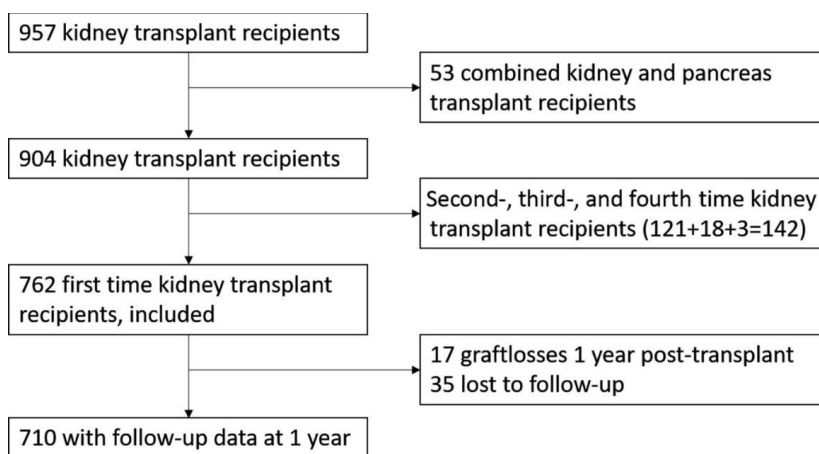 957 kidney transplant recipients
53 combined kidney and pancreas
transplant recipients
904 kidney transplant recipients
Second-, third-, and fourth time kidney
transplant recipients (121+18+3=142)
762 first time kidney transplant
recipients, included
17 graftlosses 1 year post-transplant
35 lost to follow-up
710 with follow-up data at 1 year